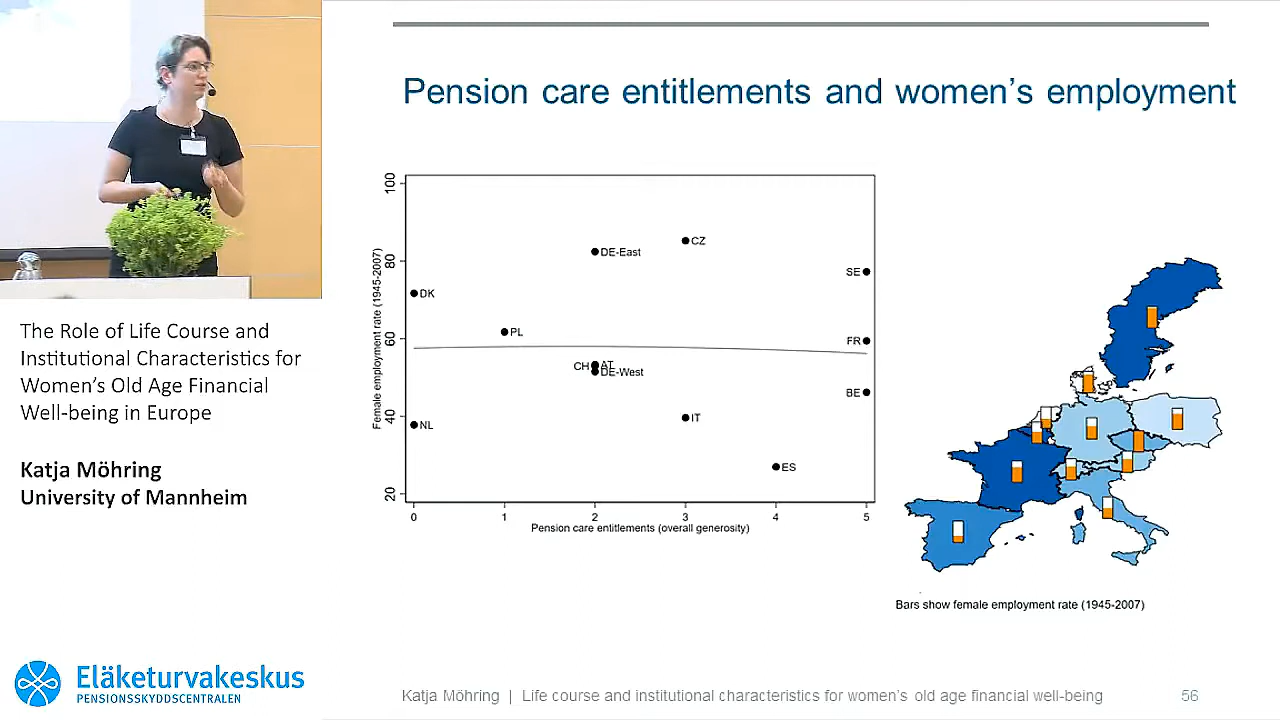 Pension care entitlements and women's employment
100
80
60
40
20
Female employment rate (1945-2007)
DK
NL
PL
DE-East
CH
AT
DE-West
CZ
IT
ES
SE
FR
BE
0 1 2 3 4 5
Pension care entitlements (overall generosity)
Bars show female employment rate (1945-2007)
The Role of Life Course and
Institutional Characteristics for
Women's Old Age Financial
Well-being in Europe
Katja Möhring
University of Mannheim
Eläketurvakeskus
PENSIONSSKYDDSCENTRALEN
Katja Möhring | Life course and institutional characteristics for women's old age financial well-being 56